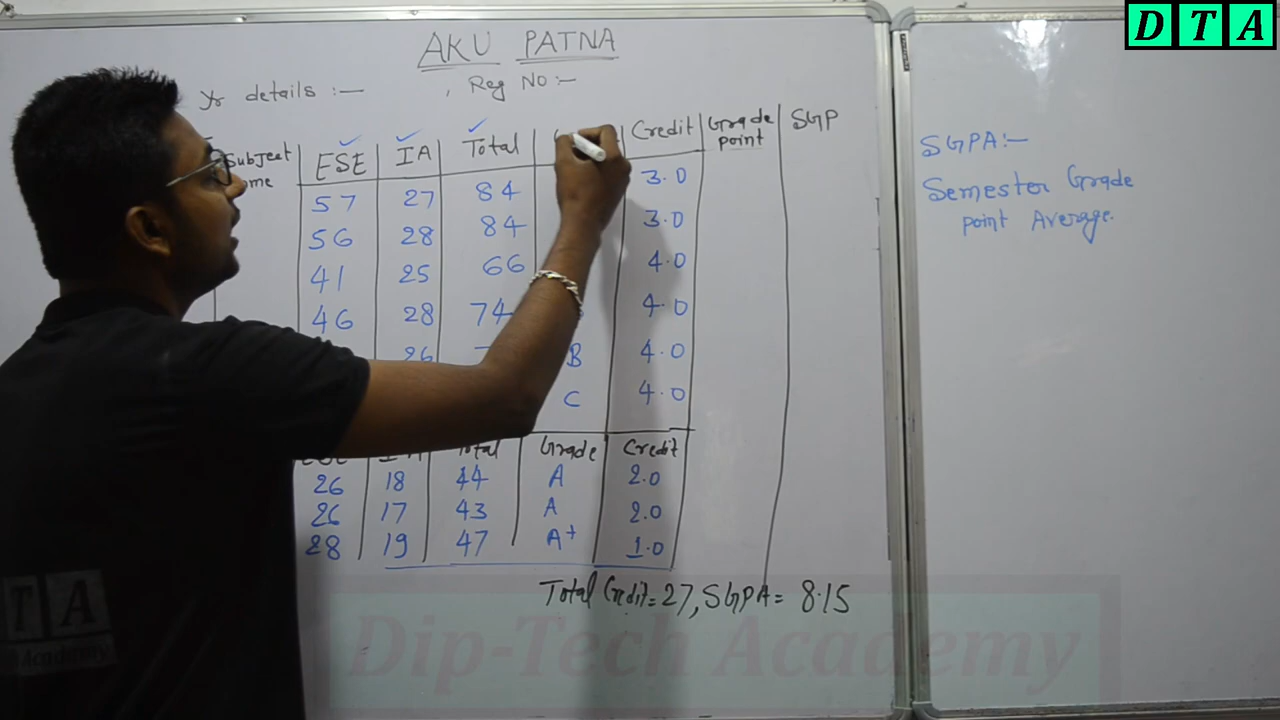 D T A
AKU PATNA
Yr details :— , Reg NO :—
Subject ESE IA Total Credit Grade point SGP
57 27 84 3.0
56 28 84 3.0
41 25 66 4.0
46 28 74 4.0
26 B 4.0
C 4.0
Total Grade Credit
26 18 44 A 2.0
26 17 43 A 2.0
28 19 47 A+ 1.0
Total Credit = 27, SGPA = 8.15
SGPA:—
Semester Grade
point Average.
DTA
Academy
Dip-Tech Academy